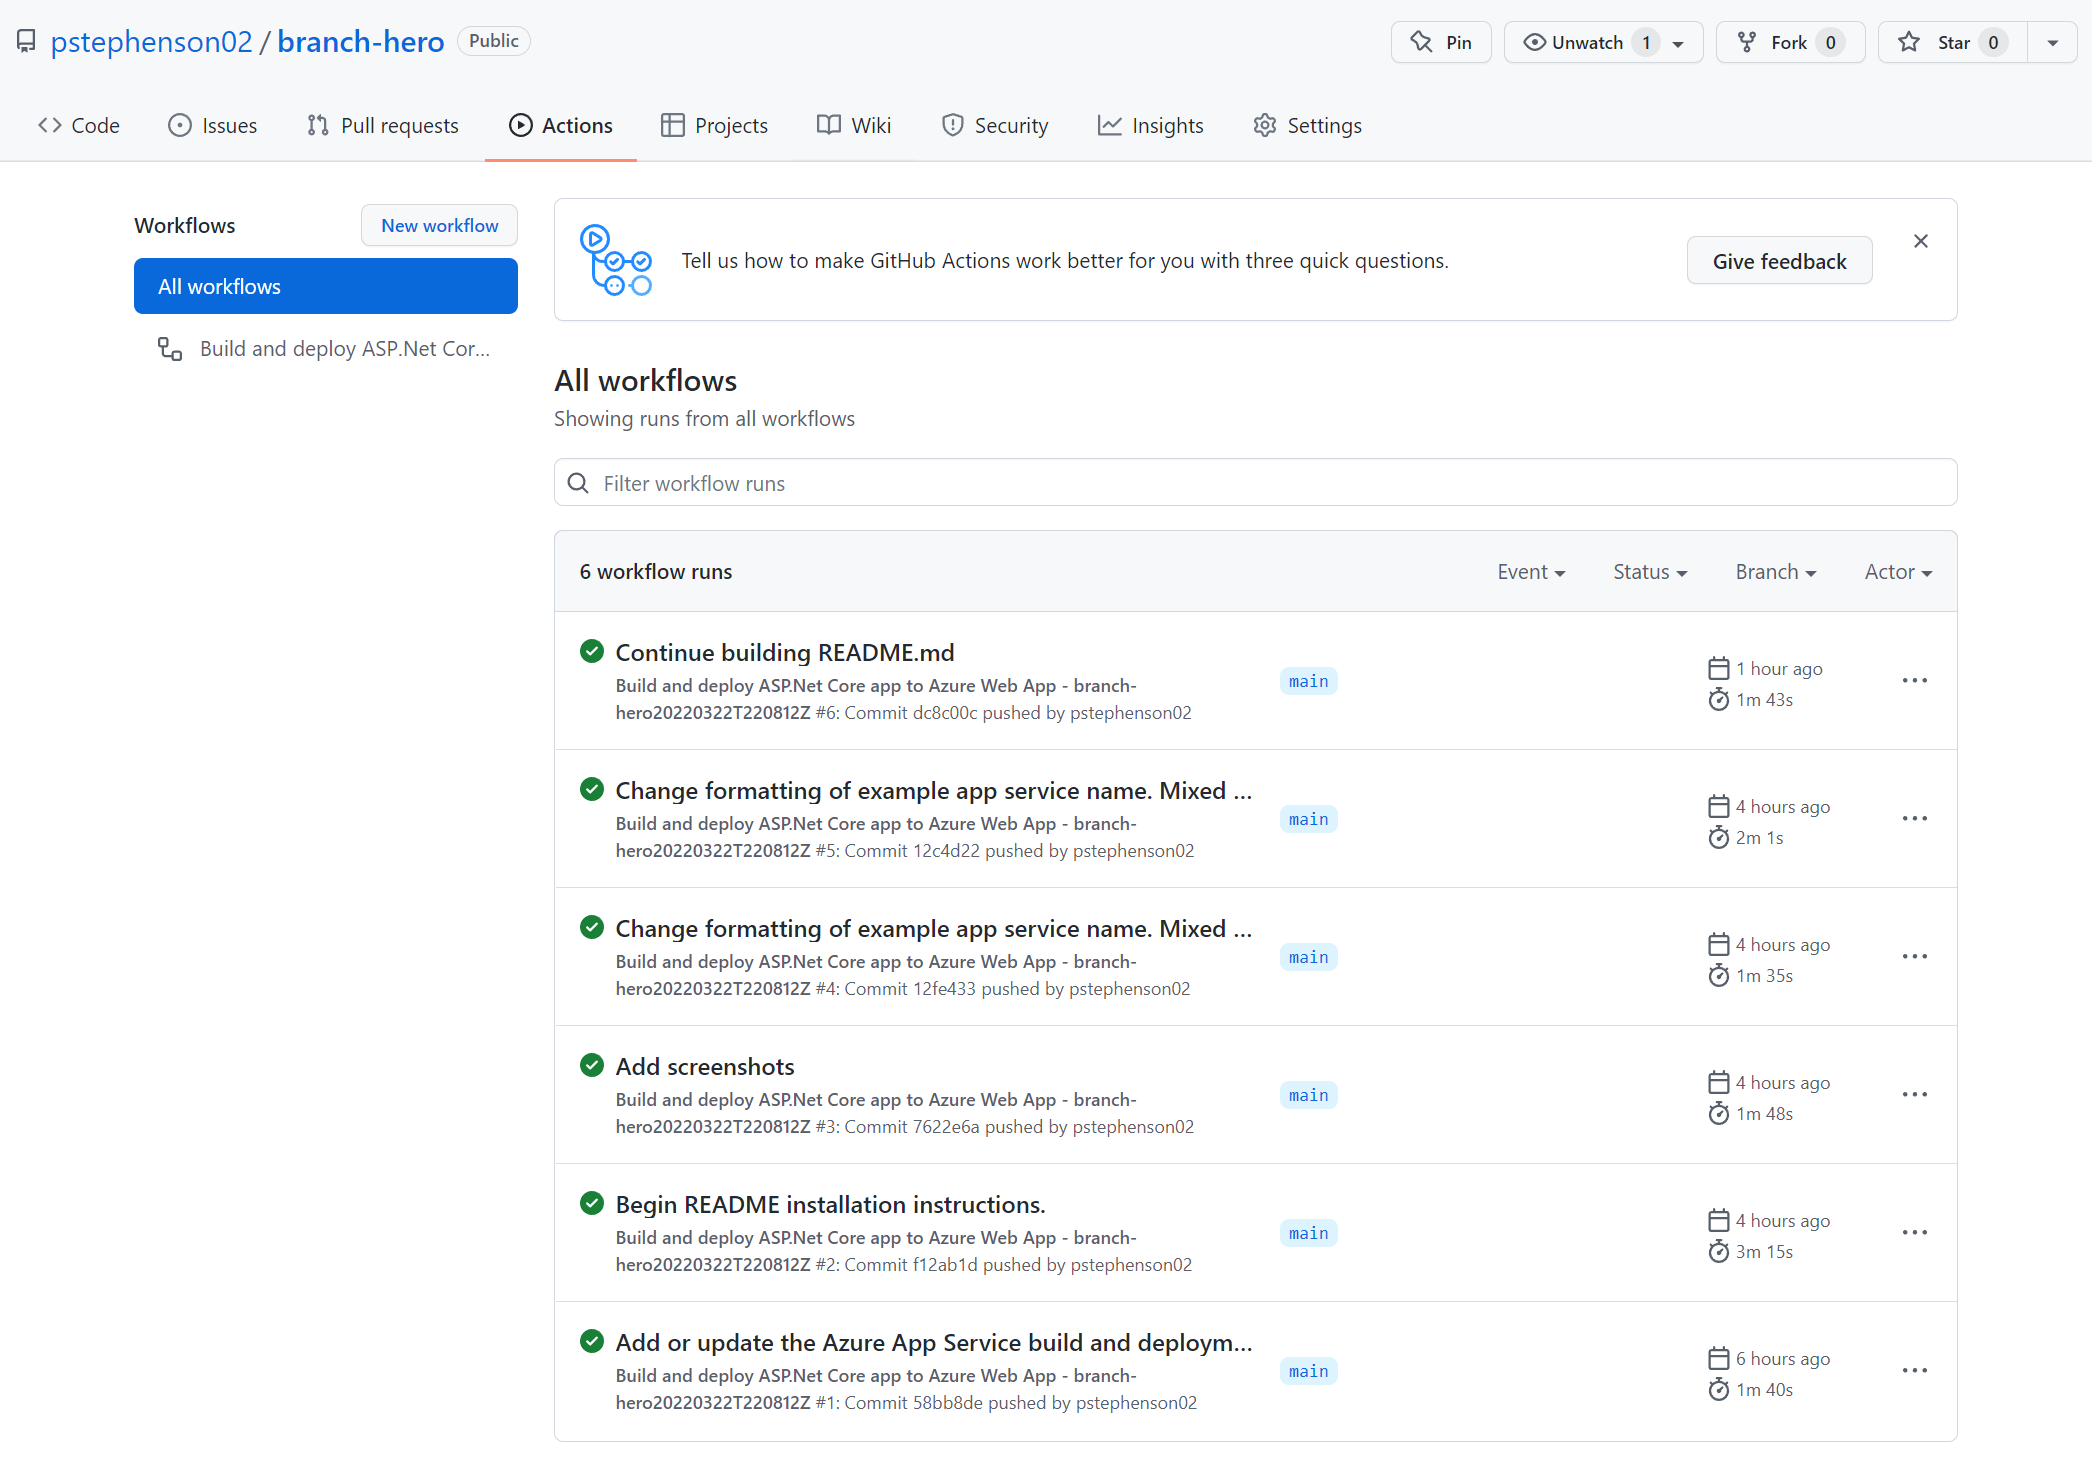 pstephenson02 / branch-hero Public
Pin Unwatch 1 Fork 0 Star 0
Code Issues Pull requests Actions Projects Wiki Security Insights Settings
Workflows New workflow
All workflows
Build and deploy ASP.Net Cor...
Tell us how to make GitHub Actions work better for you with three quick questions. Give feedback
All workflows
Showing runs from all workflows
Filter workflow runs
6 workflow runs Event Status Branch Actor
Continue building README.md
Build and deploy ASP.Net Core app to Azure Web App - branch-
hero20220322T220812Z #6: Commit dc8c00c pushed by pstephenson02
main
1 hour ago
1m 43s
Change formatting of example app service name. Mixed ...
Build and deploy ASP.Net Core app to Azure Web App - branch-
hero20220322T220812Z #5: Commit 12c4d22 pushed by pstephenson02
main
4 hours ago
2m 1s
Change formatting of example app service name. Mixed ...
Build and deploy ASP.Net Core app to Azure Web App - branch-
hero20220322T220812Z #4: Commit 12fe433 pushed by pstephenson02
main
4 hours ago
1m 35s
Add screenshots
Build and deploy ASP.Net Core app to Azure Web App - branch-
hero20220322T220812Z #3: Commit 7622e6a pushed by pstephenson02
main
4 hours ago
1m 48s
Begin README installation instructions.
Build and deploy ASP.Net Core app to Azure Web App - branch-
hero20220322T220812Z #2: Commit f12ab1d pushed by pstephenson02
main
4 hours ago
3m 15s
Add or update the Azure App Service build and deploym...
Build and deploy ASP.Net Core app to Azure Web App - branch-
hero20220322T220812Z #1: Commit 58bb8de pushed by pstephenson02
main
6 hours ago
1m 40s